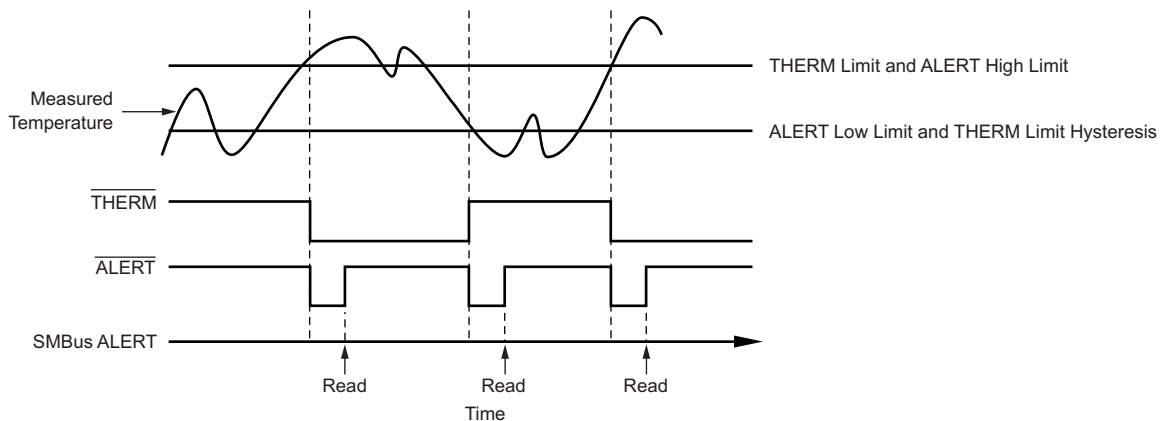 THERM Limit and ALERT High Limit
Measured
Temperature
ALERT Low Limit and THERM Limit Hysteresis
THERM
ALERT
SMBus ALERT
Read
Read
Read
Time